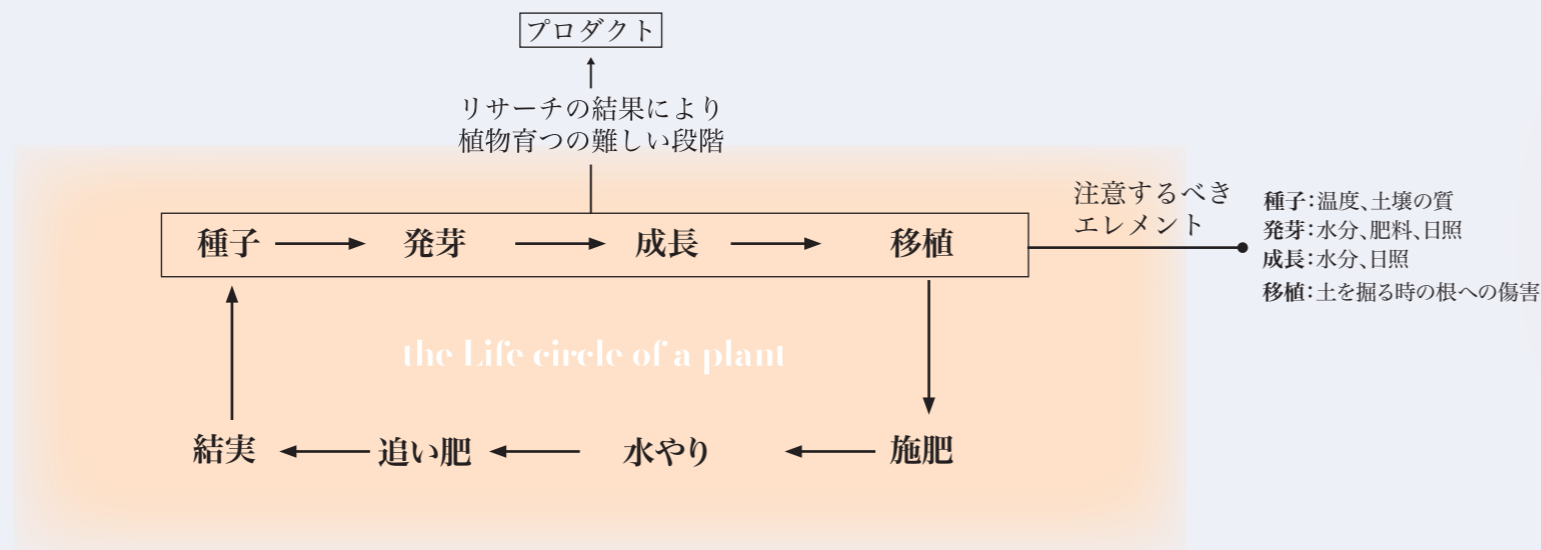 プロダクト
リサーチの結果により
植物育つの難しい段階
注意するべき
エレメント
種子:温度、土壌の質
発芽:水分、肥料、日照
成長:水分、日照
移植:土を掘る時の根への傷害
種子 発芽 成長 移植
the Life circle of a plant
結実 追い肥 水やり 施肥